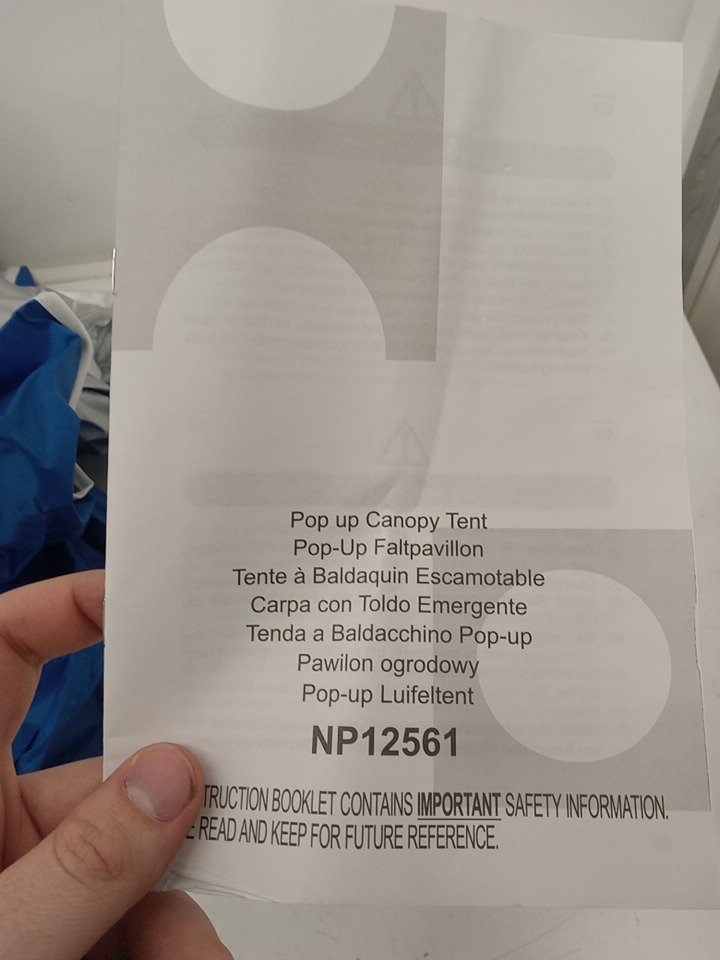 Pop up Canopy Tent
Pop-Up Faltpavillon
Tente à Baldaquin Escamotable
Carpa con Toldo Emergente
Tenda a Baldacchino Pop-up
Pawilon ogrodowy
Pop-up Luifeltent
NP12561
TRUCTION BOOKLET CONTAINS IMPORTANT SAFETY INFORMATION.
E READ AND KEEP FOR FUTURE REFERENCE.